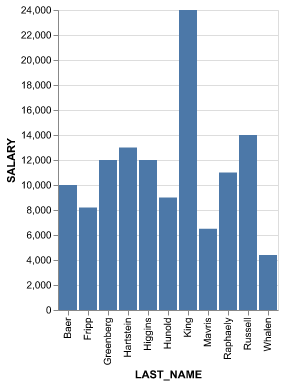 24,000
22,000
20,000
18,000
16,000
14,000
12,000
10,000
8,000
6,000
4,000
2,000
0
SALARY
Baer
Fripp
Greenberg
Hartstein
Higgins
Hunold
King
Mavris
Raphaely
Russell
Whalen
LAST_NAME